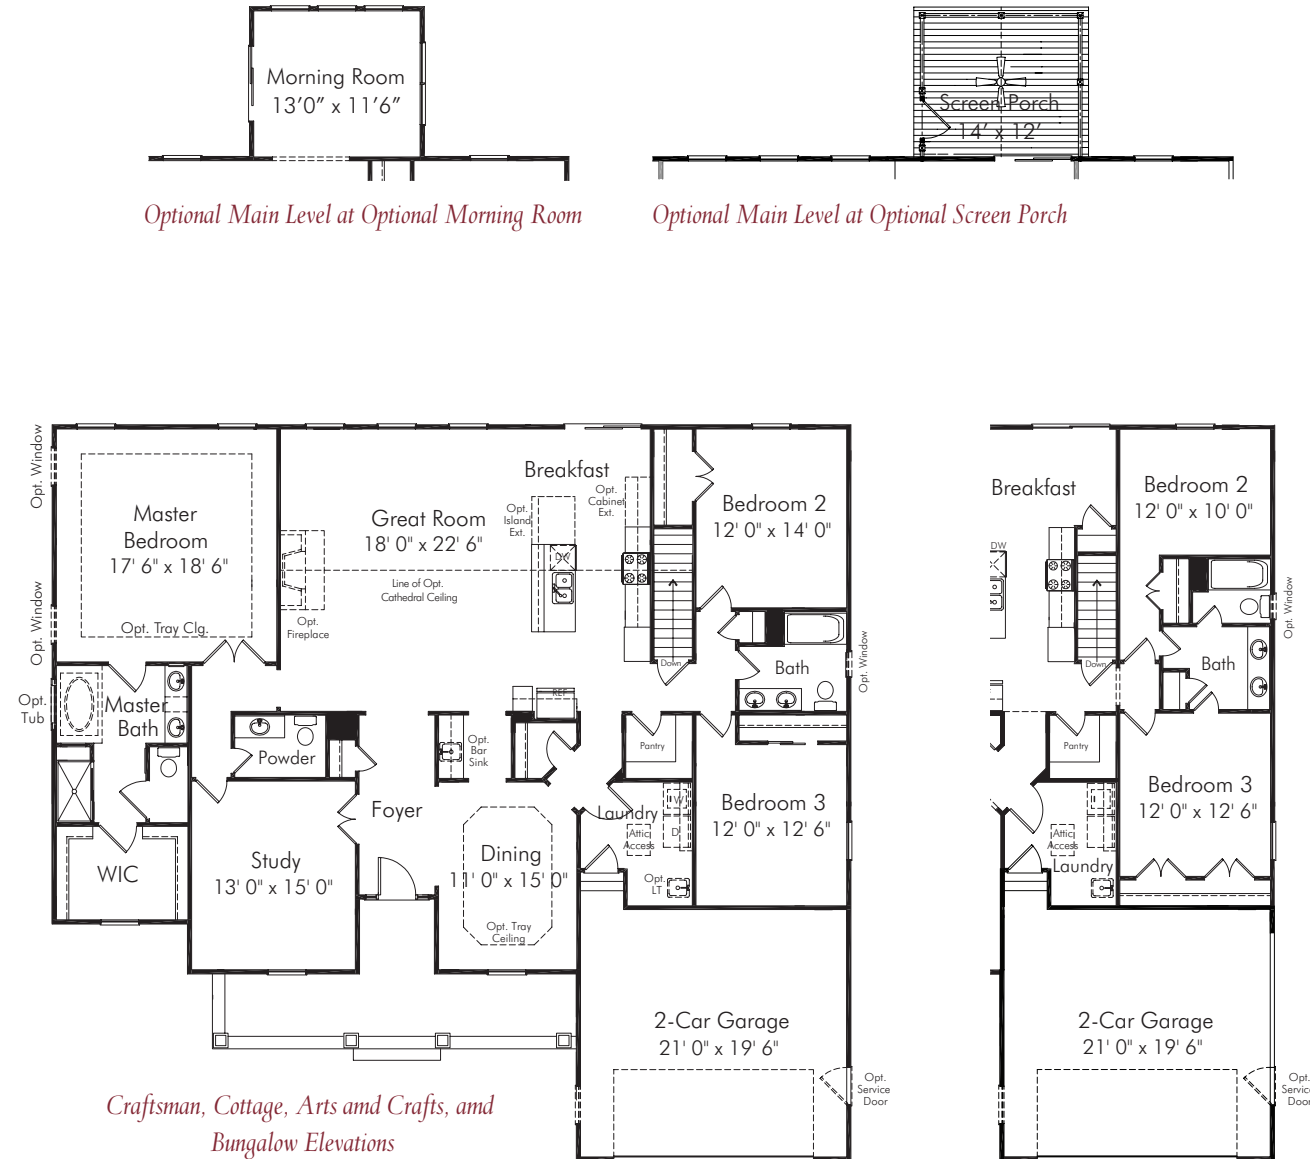 Morning Room
13'0” x 11'6”
Screen Porch
14’ x 12’
Optional Main Level at Optional Morning Room
Optional Main Level at Optional Screen Porch
Opt. Window
Opt. Window
Opt.
Tub
Master
Bedroom
17' 6" x 18' 6"
Opt. Tray Clg.
Great Room
18' 0" x 22' 6"
Line of Opt.
Cathedral Ceiling
Opt.
Fireplace
Breakfast
Opt.
Island
Ext.
Opt.
Cabinet
Ext.
DW
Bedroom 2
12' 0" x 14' 0"
Down
Bath
Opt. Window
REF
Master
Bath
Powder
Opt.
Bar
Sink
Pantry
Foyer
Laundry
W
D
Attic
Access
Opt.
LT
Bedroom 3
12' 0" x 12' 6"
WIC
Study
13' 0" x 15' 0"
Dining
11' 0" x 15' 0"
Opt. Tray
Ceiling
2-Car Garage
21' 0" x 19' 6"
Opt.
Service
Door
Craftsman, Cottage, Arts amd Crafts, amd
Bungalow Elevations
Breakfast
DW
Bedroom 2
12' 0" x 10' 0"
Opt. Window
Down
Bath
Pantry
Bedroom 3
12' 0" x 12' 6"
Attic
Access
Laundry
2-Car Garage
21' 0" x 19' 6"
Opt.
Service
Door